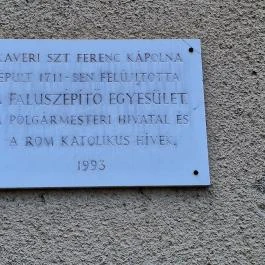 XAVERI SZT FERENC KÁPOLNA
ÉPÜLT 1711-BEN FELÚJÍTOTTA
A FALUSZÉPÍTŐ EGYESÜLET,
A POLGÁRMESTERI HIVATAL ÉS
A RÓM KATOLIKUS HÍVEK.
1993